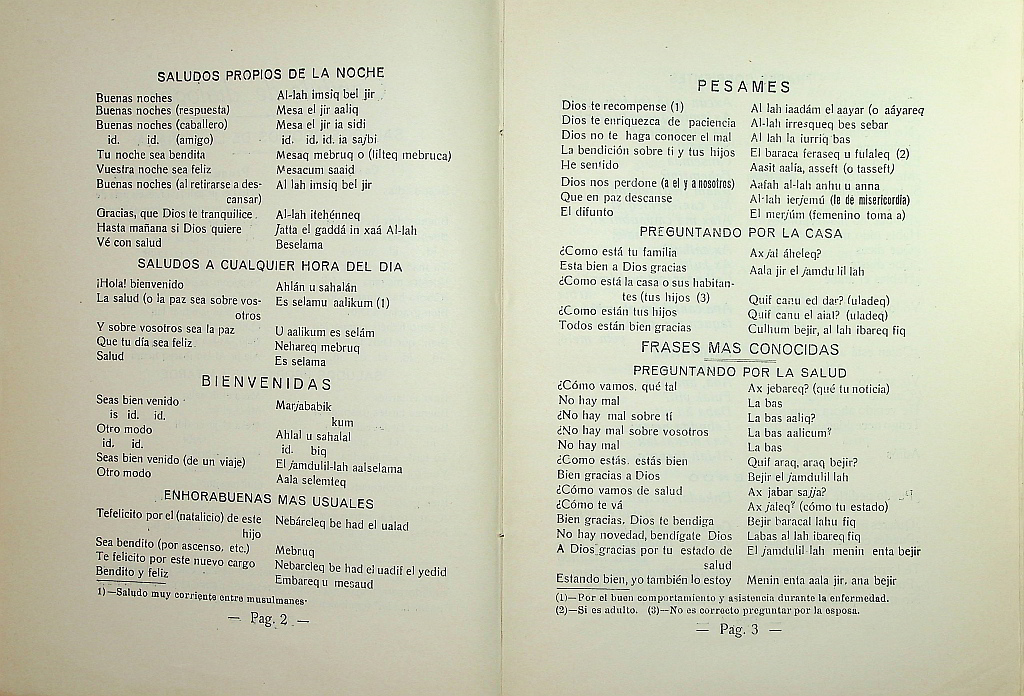 SALUDOS PROPIOS DE LA NOCHE
Buenas noches Al-lah imsiq bel jir
Buenas noches (respuesta) Mesa el jir aaliq
Buenas noches (caballero) Mesa el jir ia sidi
id. id. (amigo) id. id. id. ia sajbi
Tu noche sea bendita Mesaq mebruq o (lilteq mebruca)
Vuestra noche sea feliz Mesacum saaid
Buenas noches (al retirarse a des- Al lah imsiq bel jir
cansar)
Gracias, que Dios te tranquilice. Al-lah itehénneq
Hasta mañana si Dios quiere jatta el gaddá in xaá Al-lah
Vé con salud Beselama
SALUDOS A CUALQUIER HORA DEL DIA
¡Hola! bienvenido Ahlán u sahalán
La salud (o la paz sea sobre vos- Es selamu aalikum (1)
otros
Y sobre vosotros sea la paz U aalikum es selám
Que tu día sea feliz Nehareq mebruq
Salud Es selama
BIENVENIDAS
Seas bien venido Marjababik
is id. id. kum
Otro modo Ahlal u sahalal
id. id. id. biq
Seas bien venido (de un viaje) El jamdulil-lah aalselama
Otro modo Aala selemteq
ENHORABUENAS MAS USUALES
Tefelicito por el (natalicio) de este Nebárcleq be had el ualad
hijo
Sea bendito (por ascenso, etc.) Mebruq
Te felicito por este nuevo cargo Nebarcleq be had el uadif el yedid
Bendito y feliz Embarequ mesaud
1)—Saludo muy corriente entre musulmanes·
— Pag. 2 —
PESAMES
Dios te recompense (1) Al lah iaadám el aayar (o aáyareq
Dios te enriquezca de paciencia Al-lah irresqueq bes sebar
Dios no te haga conocer el mal Al lah la iurriq bas
La bendición sobre ti y tus hijos El baraca feraseq u fulaleq (2)
He sentido Aasit aalia, asseft (o tasseft)
Dios nos perdone (a el y a nosotros) Aafah al-lah anhu u anna
Que en paz descanse Al-lah ierjemú (le dé misericordia)
El difunto El merjúm (femenino toma a)
PREGUNTANDO POR LA CASA
¿Como está tu familia Ax jal áheleq?
Esta bien a Dios gracias Aala jir el jamdu lil lah
¿Como está la casa o sus habitan-
tes (tus hijos (3) Quif canu ed dar? (uladeq)
¿Como están tus hijos Quif canu el aial? (uladeq)
Todos están bien gracias Culhum bejir, al lah ibareq fiq
FRASES MAS CONOCIDAS
PREGUNTANDO POR LA SALUD
¿Cómo vamos, qué tal Ax jebareq? (qué tu noticia)
No hay mal La bas
¿No hay mal sobre tí La bas aaliq?
¿No hay mal sobre vosotros La bas aalicum?
No hay mal La bas
¿Como estás, estás bien Quif araq, araq bejir?
Bien gracias a Dios Bejir el jamdulil lah
¿Cómo vamos de salud Ax jabar sajja?
¿Cómo te vá Ax jaleq? (cómo tu estado)
Bien gracias, Dios te bendiga Bejir baracal lahu fiq
No hay novedad, bendígate Dios Labas al lah ibareq fiq
A Dios gracias por tu estado de El jamdulil lah menin enta bejir
salud
Estando bien, yo también lo estoy Menin enta aala jir, ana bejir
(1)—Por el buen comportamiento y asistencia durante la enfermedad.
(2)—Si es adulto. (3)—No es correcto preguntar por la esposa.
— Pag. 3 —